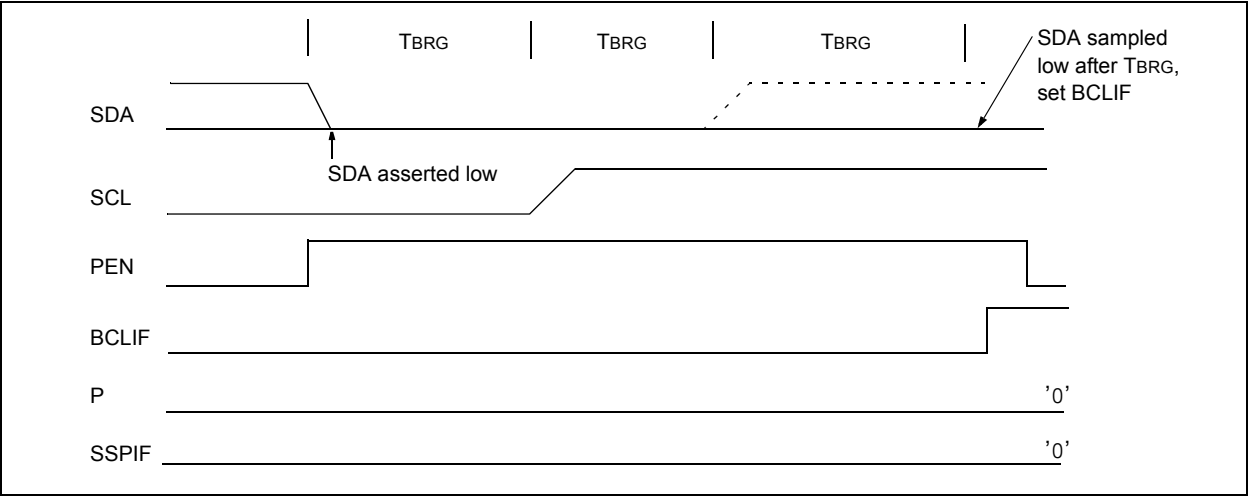 TBRG TBRG TBRG
SDA sampled
low after TBRG,
set BCLIF
SDA
SDA asserted low
SCL
PEN
BCLIF
P '0'
SSPIF '0'